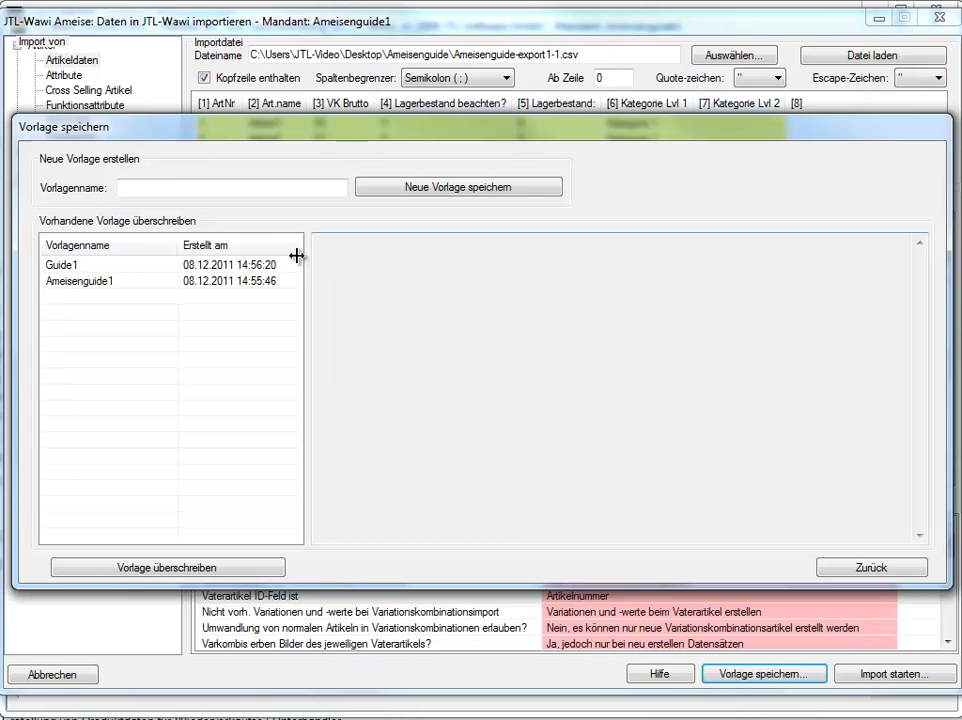 JTL-Wawi Ameise: Daten in JTL-Wawi importieren - Mandant: Ameisenguide1
Import von
Artikeldaten
Attribute
Cross Selling Artikel
Funktionsattribute
Importdatei
Dateiname C:\Users\JTL-Video\Desktop\Ameisenguide\Ameisenguide-export1-1.csv Auswählen... Datei laden
Kopfzeile enthalten Spaltenbegrenzer: Semikolon ( ; ) Ab Zeile 0 Quote-zeichen: " Escape-Zeichen: "
[1] ArtNr [2] Art.name [3] VK Brutto [4] Lagerbestand beachten? [5] Lagerbestand: [6] Kategorie Lvl 1 [7] Kategorie Lvl 2 [8]
Vorlage speichern
Neue Vorlage erstellen
Vorlagenname: Neue Vorlage speichern
Vorhandene Vorlage überschreiben
Vorlagenname Erstellt am
Guide1 08.12.2011 14:56:20
Ameisenguide1 08.12.2011 14:55:46
Vorlage überschreiben Zurück
Vaterartikel ID-Feld ist Artikelnummer
Nicht vorh. Variationen und -werte bei Variationskombinationsimport Variationen und -werte beim Vaterartikel erstellen
Umwandlung von normalen Artikeln in Variationskombinationen erlauben? Nein, es können nur neue Variationskombinationsartikel erstellt werden
Varkombis erben Bilder des jeweiligen Vaterartikels? Ja, jedoch nur bei neu erstellten Datensätzen
Abbrechen Hilfe Vorlage speichern... Import starten...